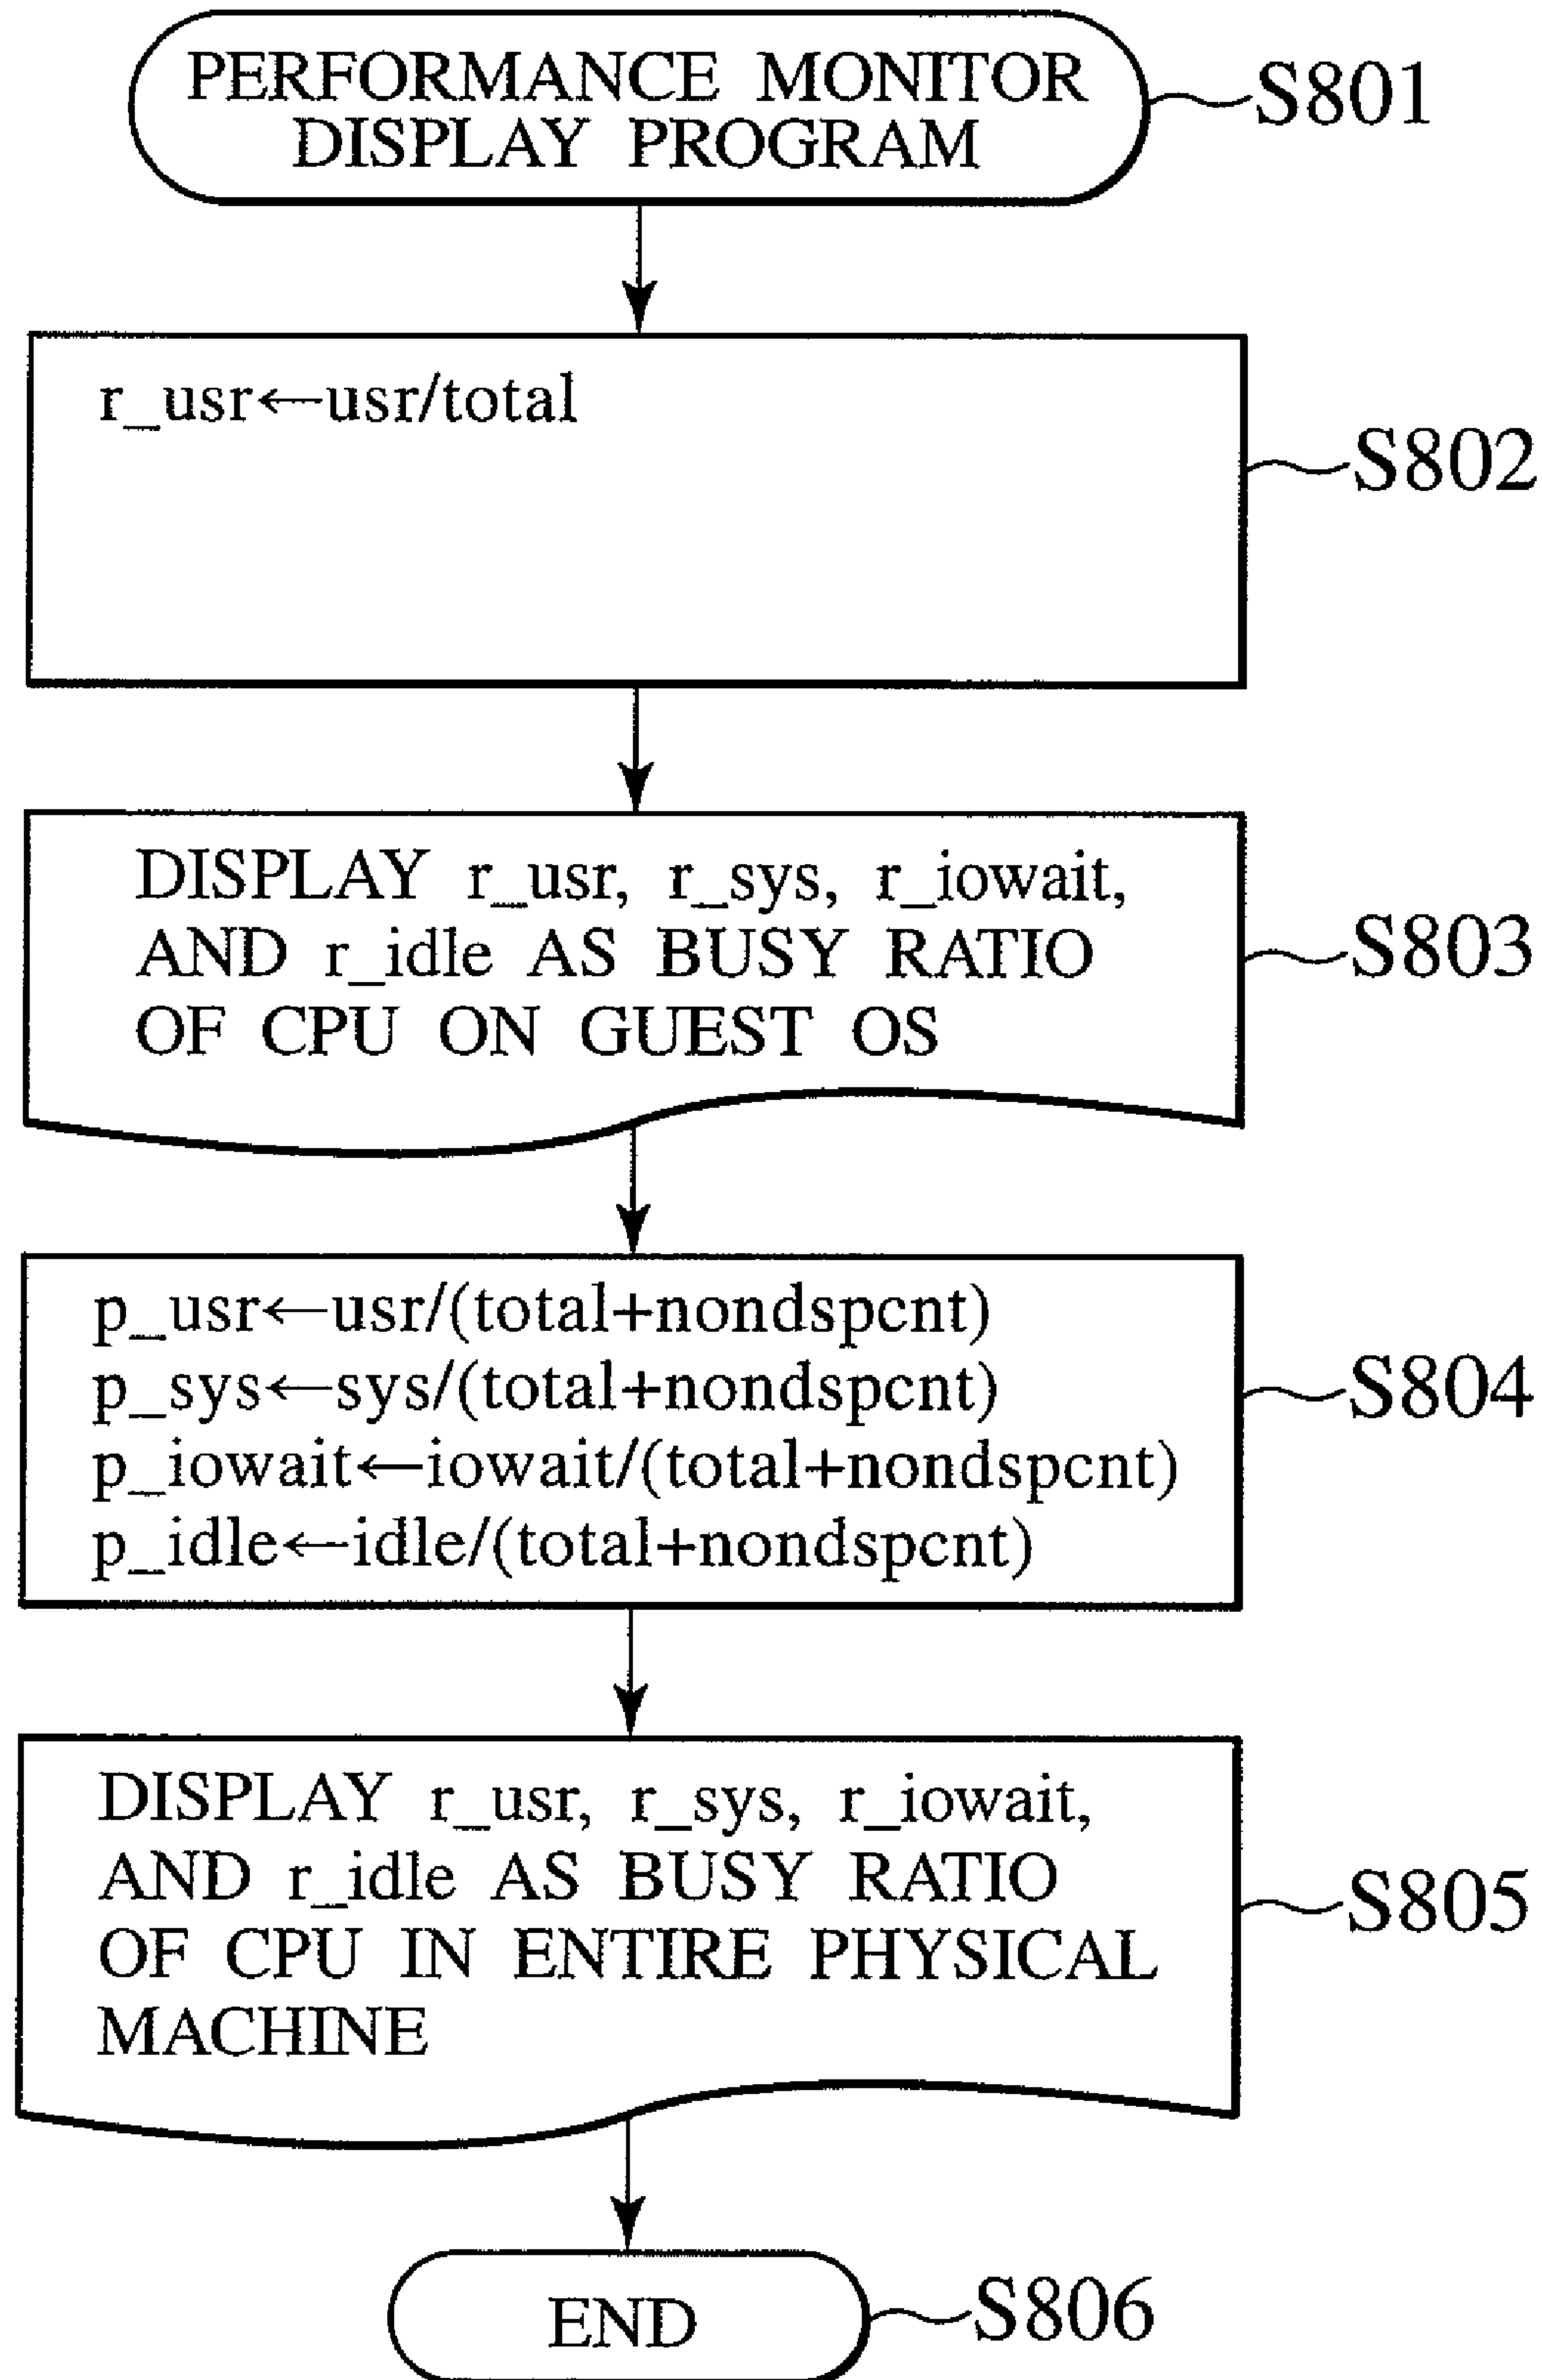 PERFORMANCE MONITOR
DISPLAY PROGRAM
S801
r_usr←usr/total
S802
DISPLAY r_usr, r_sys, r_iowait,
AND r_idle AS BUSY RATIO
OF CPU ON GUEST OS
S803
p_usr←usr/(total+nondspcnt)
p_sys←sys/(total+nondspcnt)
p_iowait←iowait/(total+nondspcnt)
p_idle←idle/(total+nondspcnt)
S804
DISPLAY r_usr, r_sys, r_iowait,
AND r_idle AS BUSY RATIO
OF CPU IN ENTIRE PHYSICAL
MACHINE
S805
END
S806